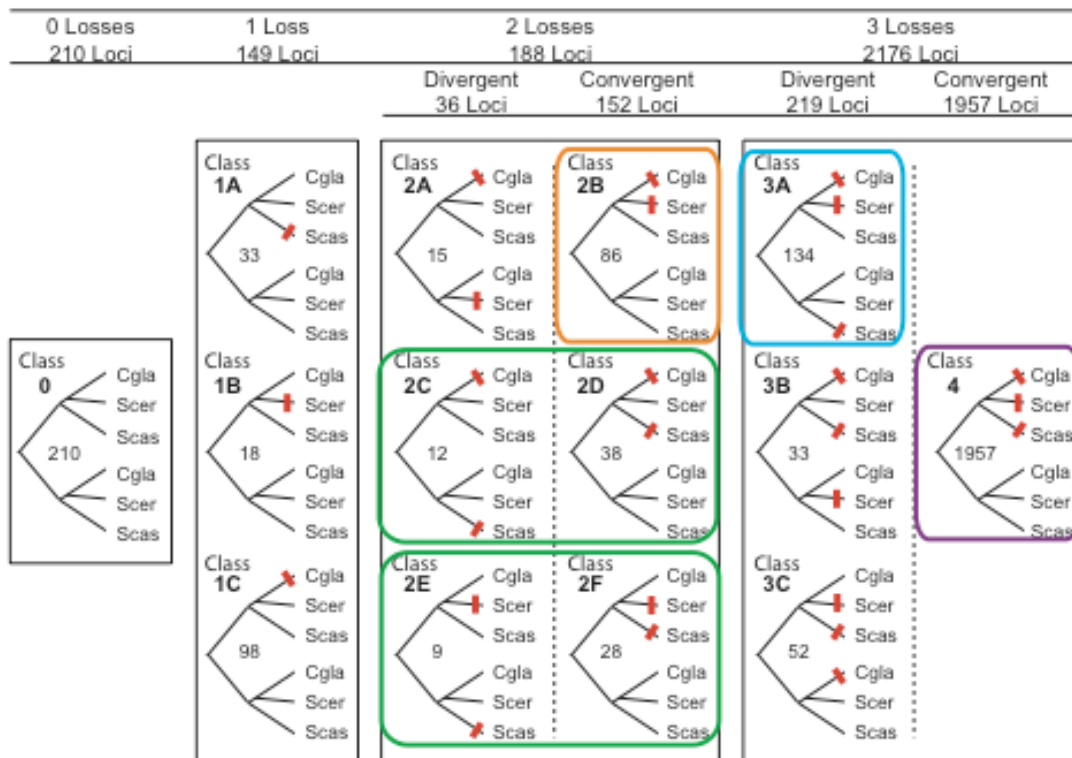 0 Losses
210 Loci
1 Loss
149 Loci
2 Losses
188 Loci
3 Losses
2176 Loci
Divergent
36 Loci
Convergent
152 Loci
Divergent
219 Loci
Convergent
1957 Loci
Class
0
Cgla
Scer
Scas
210
Cgla
Scer
Scas
Class
1A
Cgla
Scer
Scas
33
Cgla
Scer
Scas
Class
1B
Cgla
Scer
Scas
18
Cgla
Scer
Scas
Class
1C
Cgla
Scer
Scas
98
Cgla
Scer
Scas
Class
2A
Cgla
Scer
Scas
15
Cgla
Scer
Scas
Class
2B
Cgla
Scer
Scas
86
Cgla
Scer
Scas
Class
2C
Cgla
Scer
Scas
12
Cgla
Scer
Scas
Class
2D
Cgla
Scer
Scas
38
Cgla
Scer
Scas
Class
2E
Cgla
Scer
Scas
9
Cgla
Scer
Scas
Class
2F
Cgla
Scer
Scas
28
Cgla
Scer
Scas
Class
3A
Cgla
Scer
Scas
134
Cgla
Scer
Scas
Class
3B
Cgla
Scer
Scas
33
Cgla
Scer
Scas
Class
3C
Cgla
Scer
Scas
52
Cgla
Scer
Scas
Class
4
Cgla
Scer
Scas
1957
Cgla
Scer
Scas